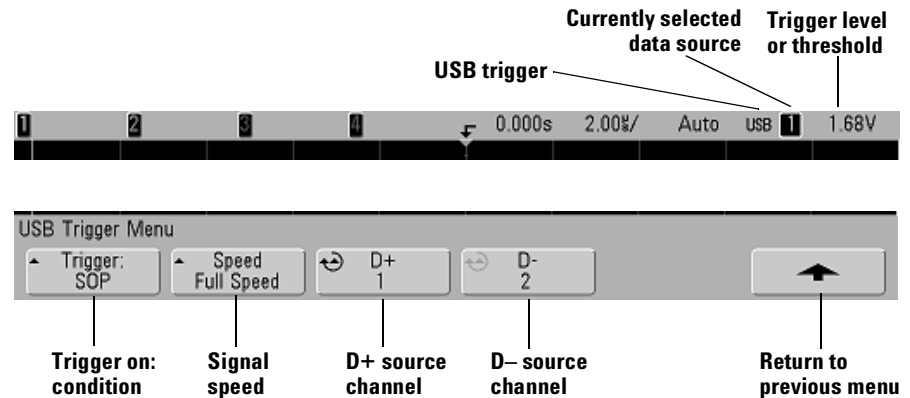 Currently selected
data source
Trigger level
or threshold
USB trigger
1 2 3 4 0.000s 2.00㎲/ Auto USB 1 1.68V
USB Trigger Menu
Trigger:
SOP
Speed
Full Speed
D+
1
D-
2
Trigger on:
condition
Signal
speed
D+ source
channel
D– source
channel
Return to
previous menu